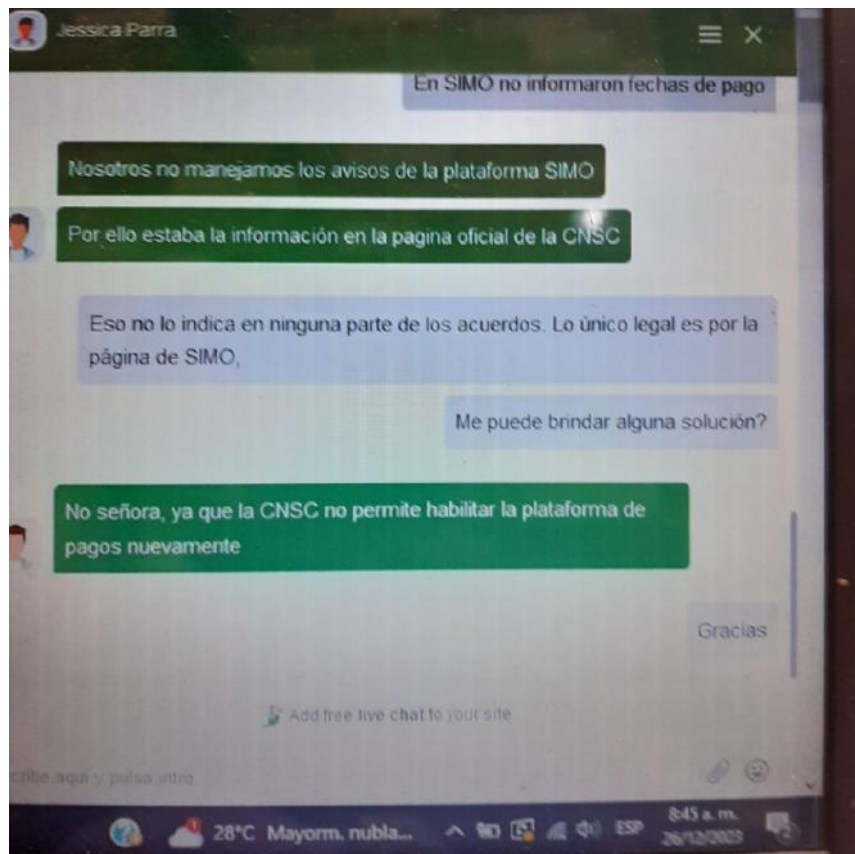 Jessica Parra
En SIMO no informaron fechas de pago
Nosotros no manejamos los avisos de la plataforma SIMO
Por ello estaba la información en la pagina oficial de la CNSC
Eso no lo indica en ninguna parte de los acuerdos. Lo único legal es por la
página de SIMO,
Me puede brindar alguna solución?
No señora, ya que la CNSC no permite habilitar la plataforma de
pagos nuevamente
Gracias
Add free live chat to your site
cribe aquí y pulsa intro
28°C Mayorm. nubla...
ESP
8:45 a. m.
26/12/2023
2